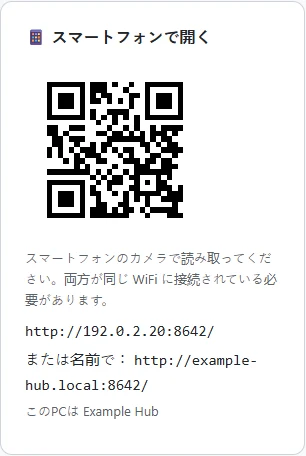 スマートフォンで開く
スマートフォンのカメラで読み取ってくだ
さい。両方が同じ WiFi に接続されている必
要があります。
http://192.0.2.20:8642/
または名前で： http://example-
hub.local:8642/
このPCは Example Hub